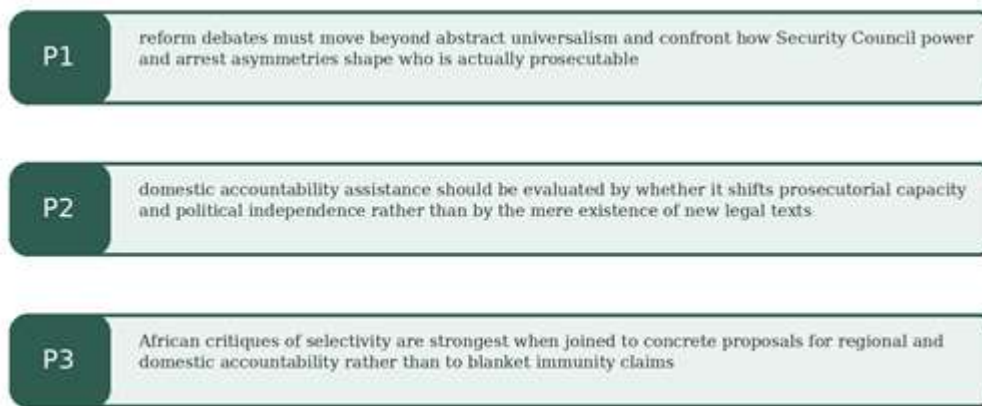 P1
reform debates must move beyond abstract universalism and confront how Security Council power
and arrest asymmetries shape who is actually prosecutable
P2
domestic accountability assistance should be evaluated by whether it shifts prosecutorial capacity
and political independence rather than by the mere existence of new legal texts
P3
African critiques of selectivity are strongest when joined to concrete proposals for regional and
domestic accountability rather than to blanket immunity claims